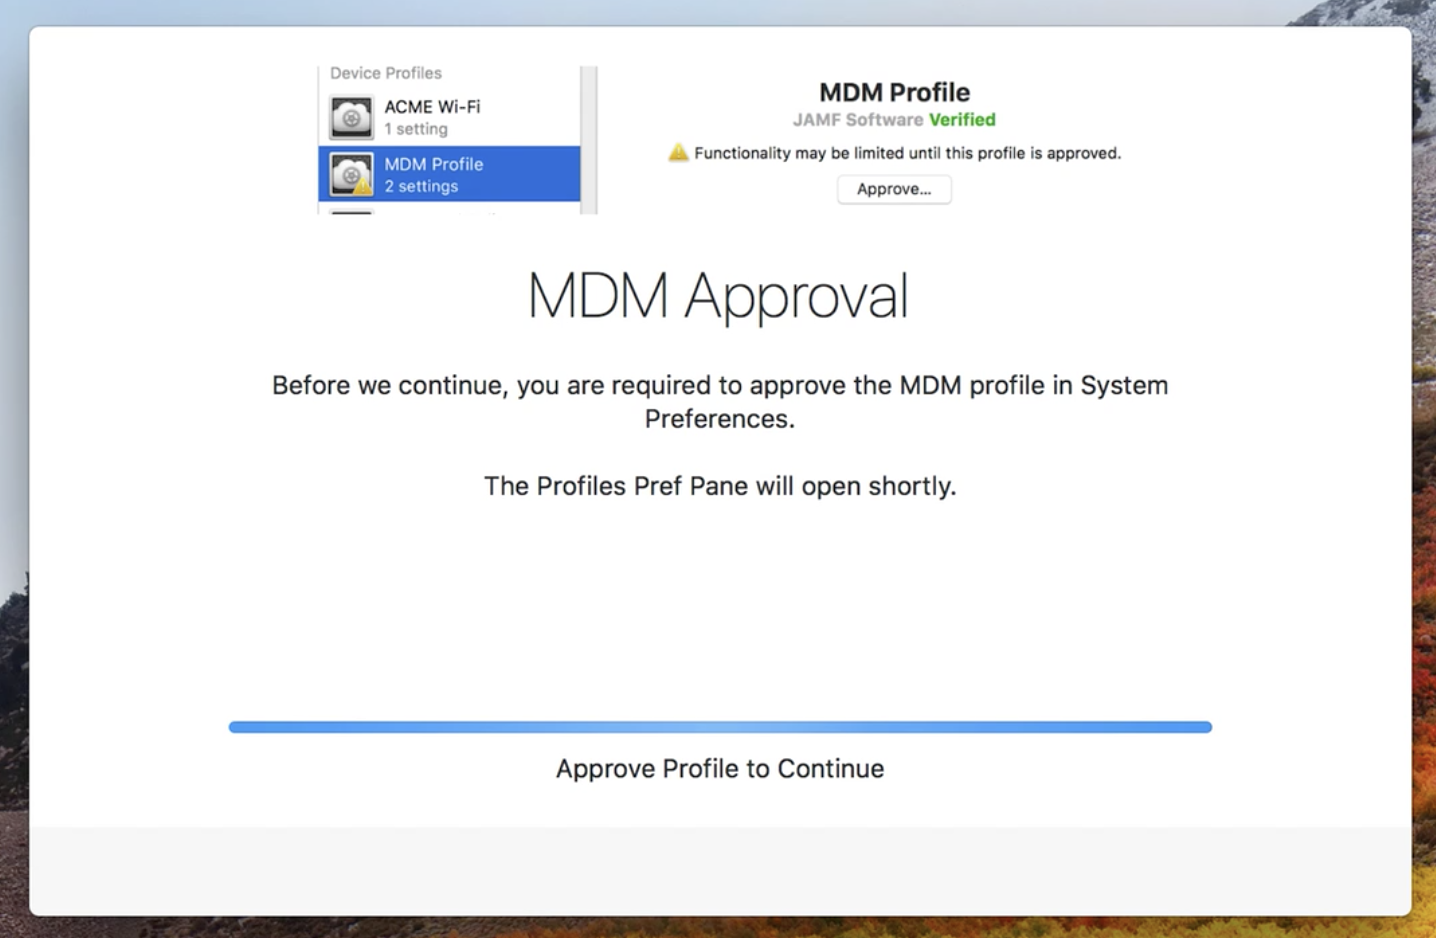 Device Profiles
ACME Wi-Fi
1 setting
MDM Profile
2 settings
MDM Profile
JAMF Software Verified
Functionality may be limited until this profile is approved.
Approve...
MDM Approval
Before we continue, you are required to approve the MDM profile in System
Preferences.
The Profiles Pref Pane will open shortly.
Approve Profile to Continue